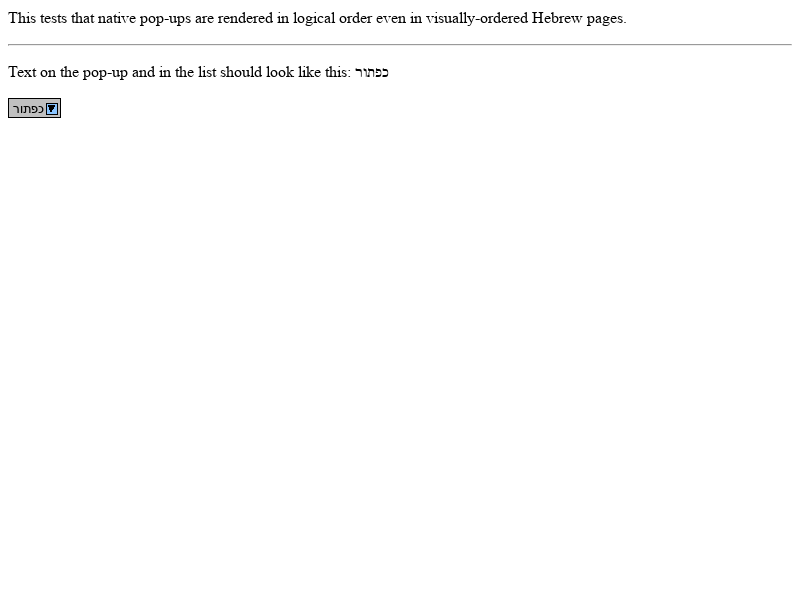 This tests that native pop-ups are rendered in logical order even in visually-ordered Hebrew pages.
Text on the pop-up and in the list should look like this: כפתור
כפתור